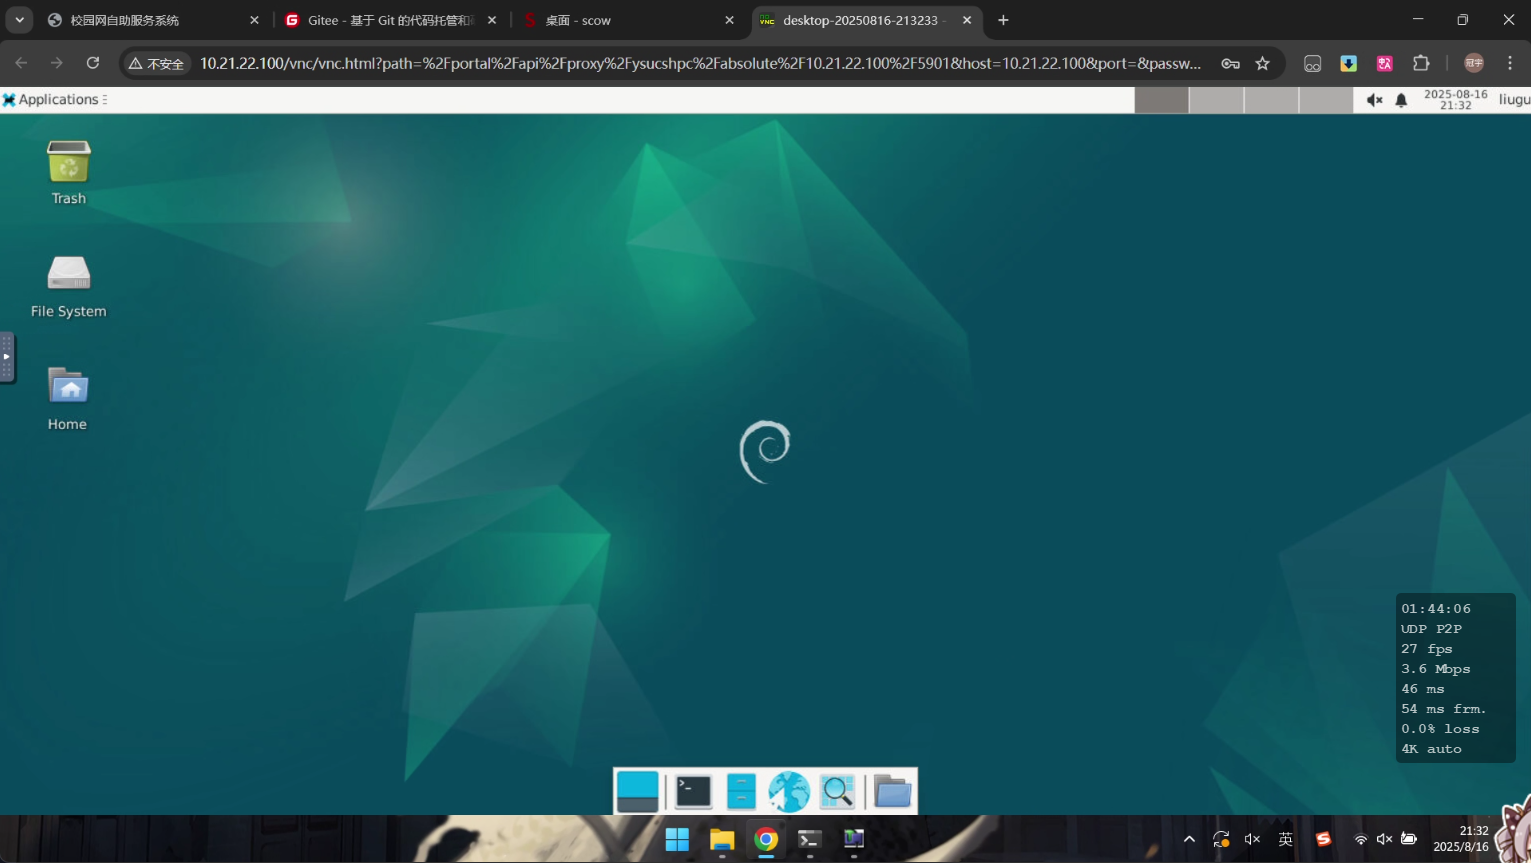 校园网自助服务系统
Gitee - 基于 Git 的代码托管和
桌面 - scow
desktop-20250816-213233 -
不安全
10.21.22.100/vnc/vnc.html?path=%2Fportal%2Fapi%2Fproxy%2Fysucshpc%2Fabsolute%2F10.21.22.100%2F5901&host=10.21.22.100&port=&passw...
冠宇
Applications
2025-08-16
21:32
liugu
Trash
File System
Home
01:44:06
UDP P2P
27 fps
3.6 Mbps
46 ms
54 ms frm.
0.0% loss
4K auto
英
21:32
2025/8/16